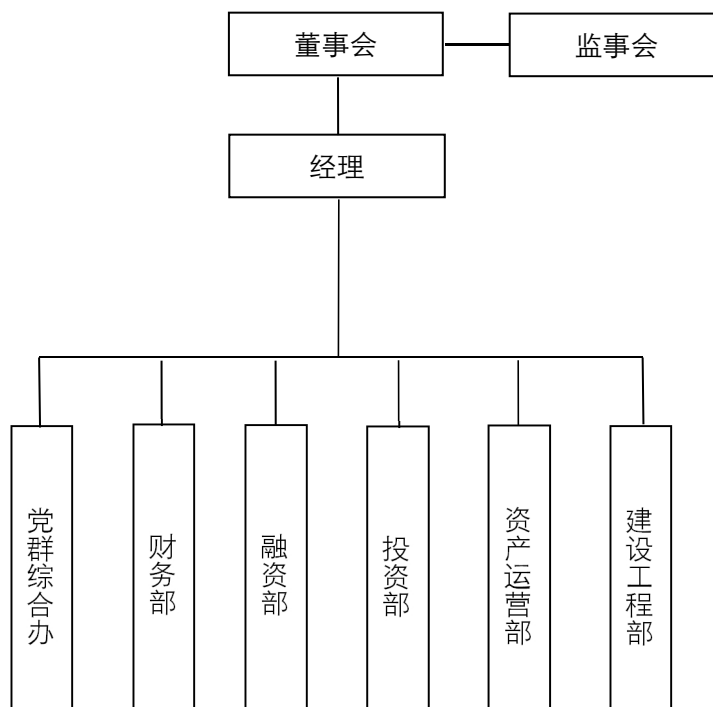 董事会
监事会
经理
党群综合办
财务部
融资部
投资部
资产运营部
建设工程部